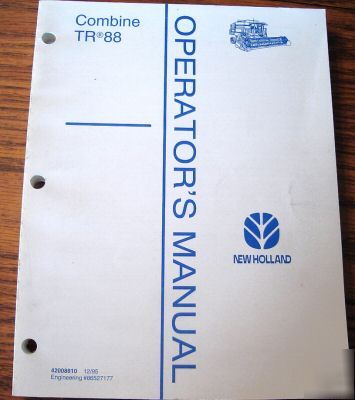 Combine
TR®88
OPERATOR'S MANUAL
NEW HOLLAND
42008810 12/95
Engineering #86527177